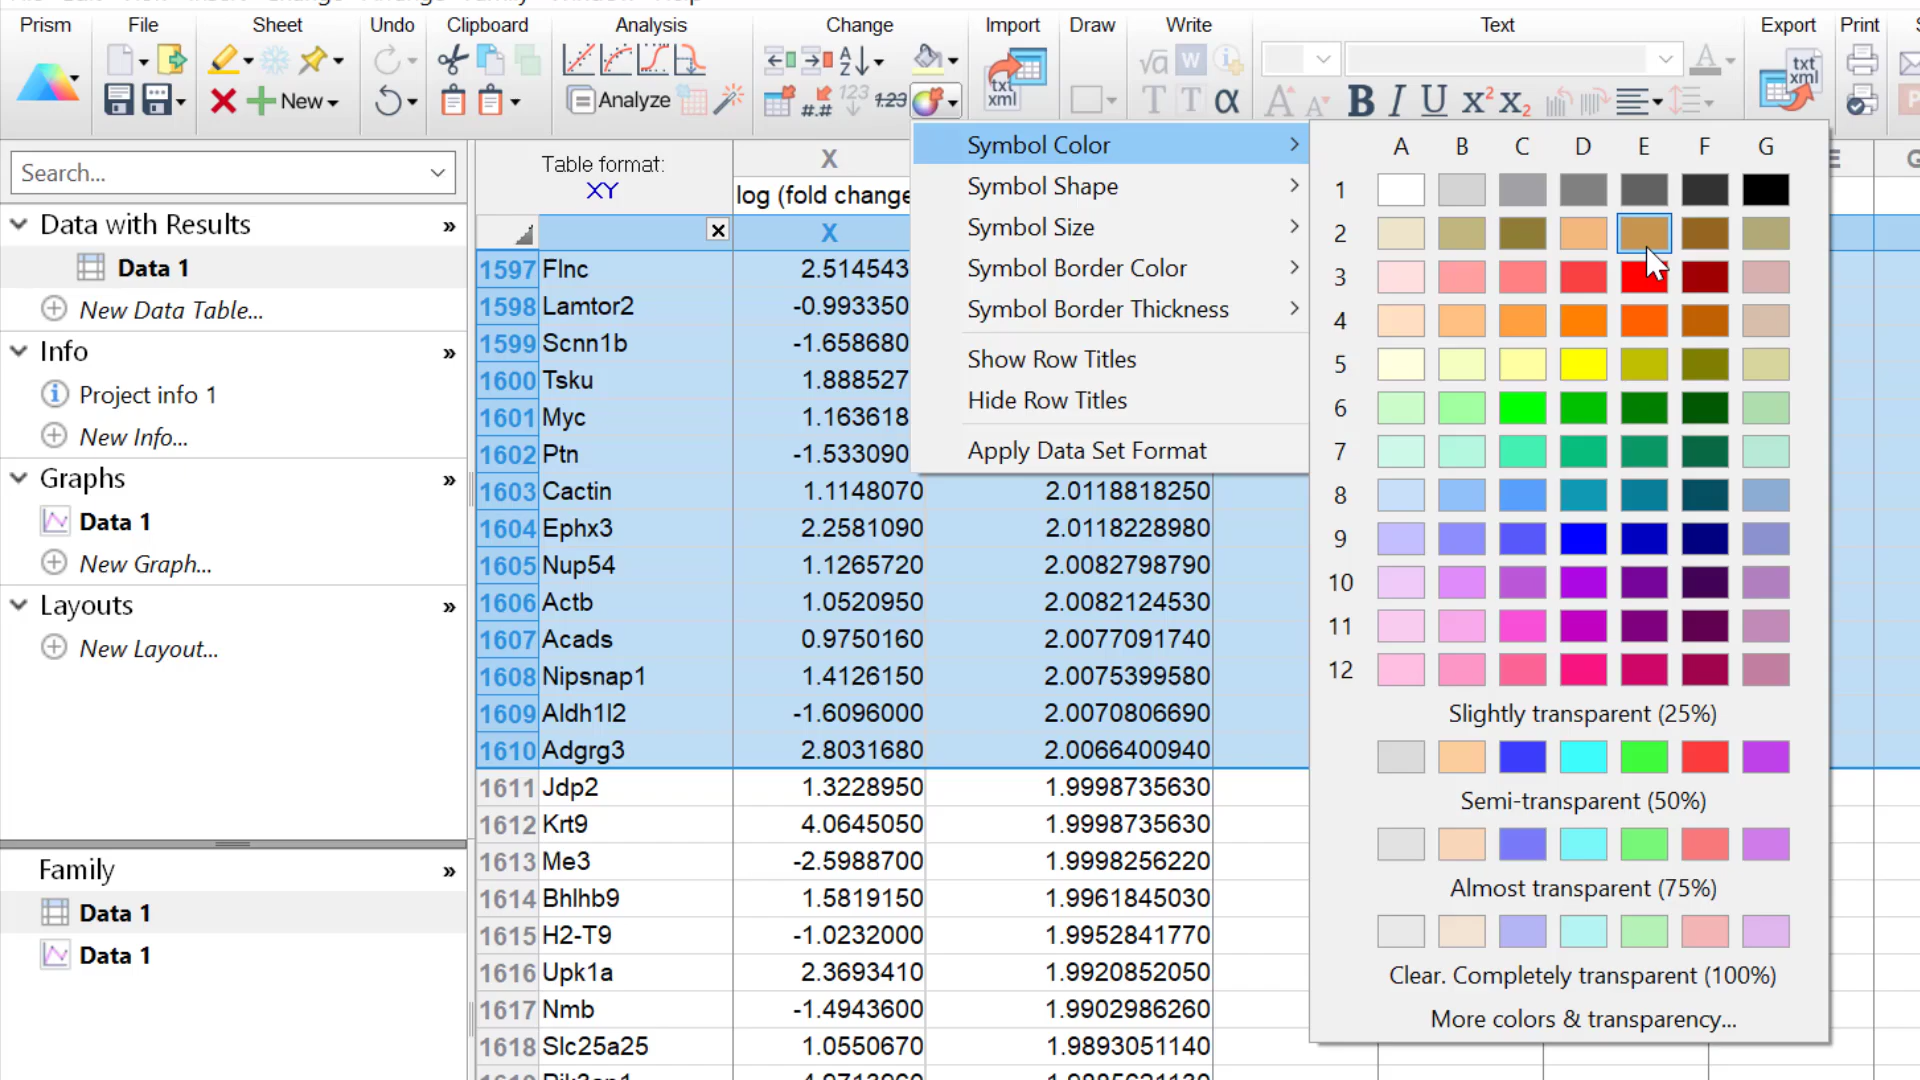 Prism File Sheet Undo Clipboard Analysis Change Import Draw Write Text Export Print
txt
xml
txt
xml
New
Analyze
#.## 123 123
α B I U X² X₂
Search...
Data with Results »
Data 1
New Data Table...
Info »
Project info 1
New Info...
Graphs »
Data 1
New Graph...
Layouts »
New Layout...
Family »
Data 1
Data 1
Table format:
XY
X
log (fold change
X
1597 Flnc 2.514543
1598 Lamtor2 -0.993350
1599 Scnn1b -1.658680
1600 Tsku 1.888527
1601 Myc 1.163618
1602 Ptn -1.533090
1603 Cactin 1.1148070 2.0118818250
1604 Ephx3 2.2581090 2.0118228980
1605 Nup54 1.1265720 2.0082798790
1606 Actb 1.0520950 2.0082124530
1607 Acads 0.9750160 2.0077091740
1608 Nipsnap1 1.4126150 2.0075399580
1609 Aldh1l2 -1.6096000 2.0070806690
1610 Adgrg3 2.8031680 2.0066400940
1611 Jdp2 1.3228950 1.9998735630
1612 Krt9 4.0645050 1.9998735630
1613 Me3 -2.5988700 1.9998256220
1614 Bhlhb9 1.5819150 1.9961845030
1615 H2-T9 -1.0232000 1.9952841770
1616 Upk1a 2.3693410 1.9920852050
1617 Nmb -1.4943600 1.9902986260
1618 Slc25a25 1.0550670 1.9893051140
Symbol Color
Symbol Shape
Symbol Size
Symbol Border Color
Symbol Border Thickness
Show Row Titles
Hide Row Titles
Apply Data Set Format
A B C D E F G
1
2
3
4
5
6
7
8
9
10
11
12
Slightly transparent (25%)
Semi-transparent (50%)
Almost transparent (75%)
Clear. Completely transparent (100%)
More colors & transparency...